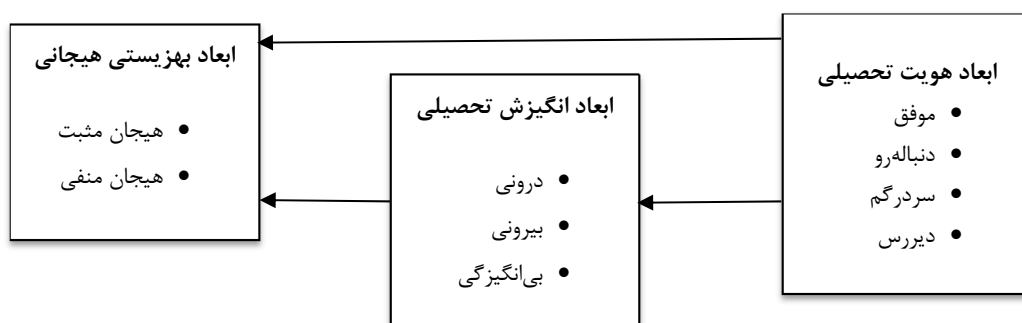 ابعاد هویت تحصیلی
• موفق
• دنباله‌رو
• سردرگم
• دیررس
ابعاد انگیزش تحصیلی
• درونی
• بیرونی
• بی‌انگیزگی
ابعاد بهزیستی هیجانی
• هیجان مثبت
• هیجان منفی